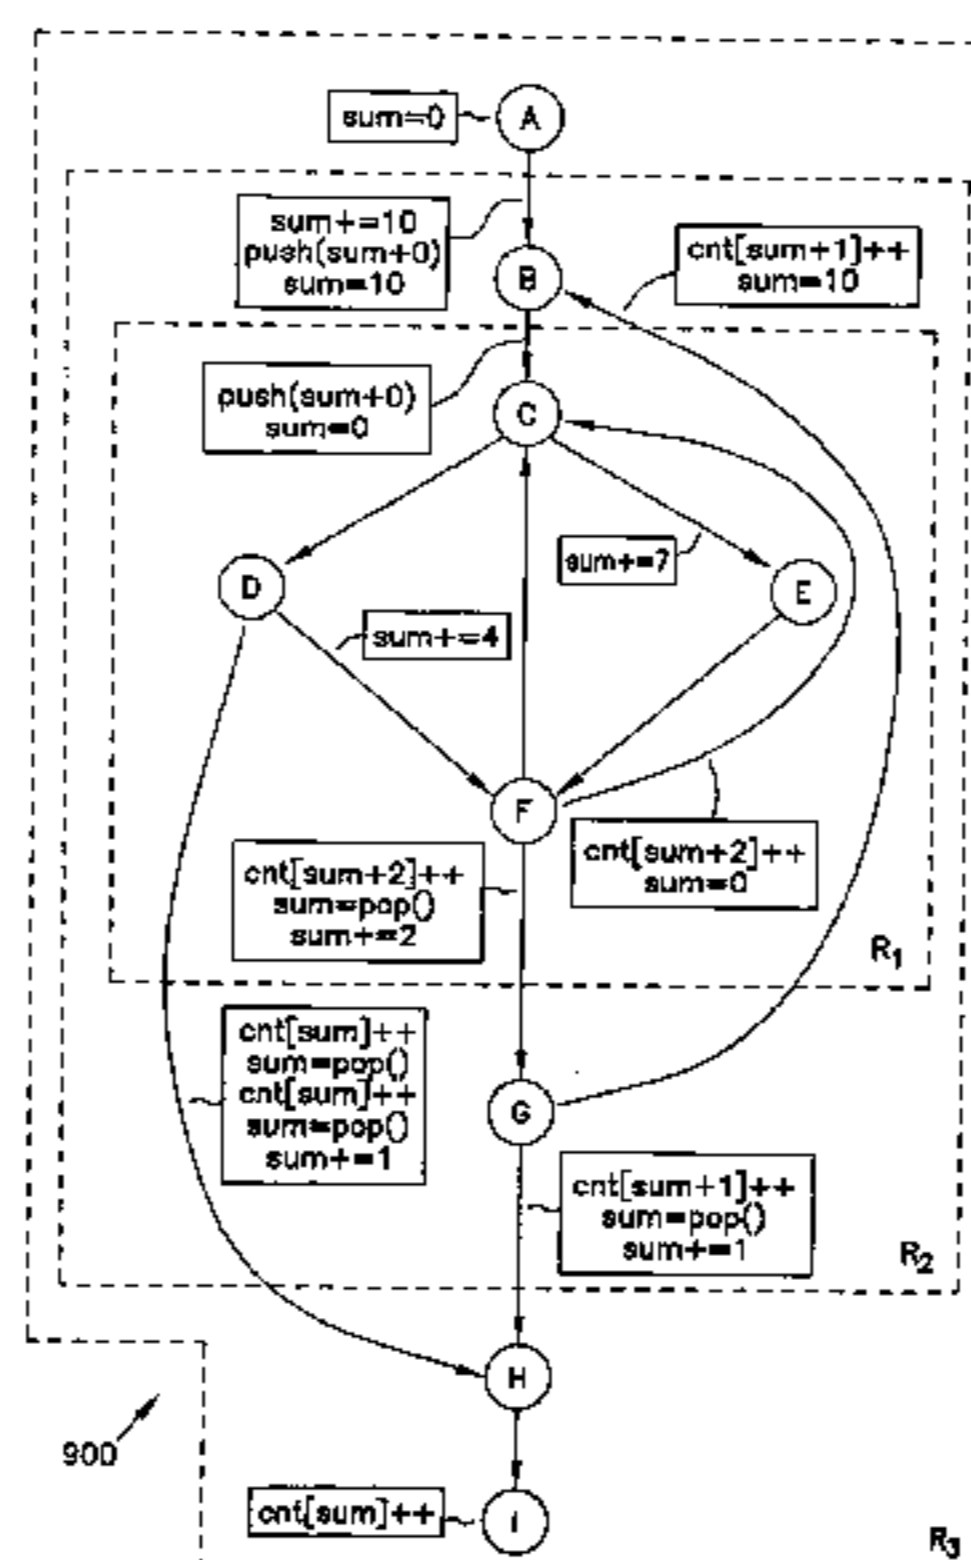 sum=0
A
sum+=10
push(sum+0)
sum=10
B
cnt[sum+1]++
sum=10
push(sum+0)
sum=0
C
D
sum+=7
E
sum+=4
F
cnt[sum+2]++
sum=pop()
sum+=2
cnt[sum+2]++
sum=0
R1
cnt[sum]++
sum=pop()
cnt[sum]++
sum=pop()
sum+=1
G
cnt[sum+1]++
sum=pop()
sum+=1
R2
H
900
cnt[sum]++
I
R3